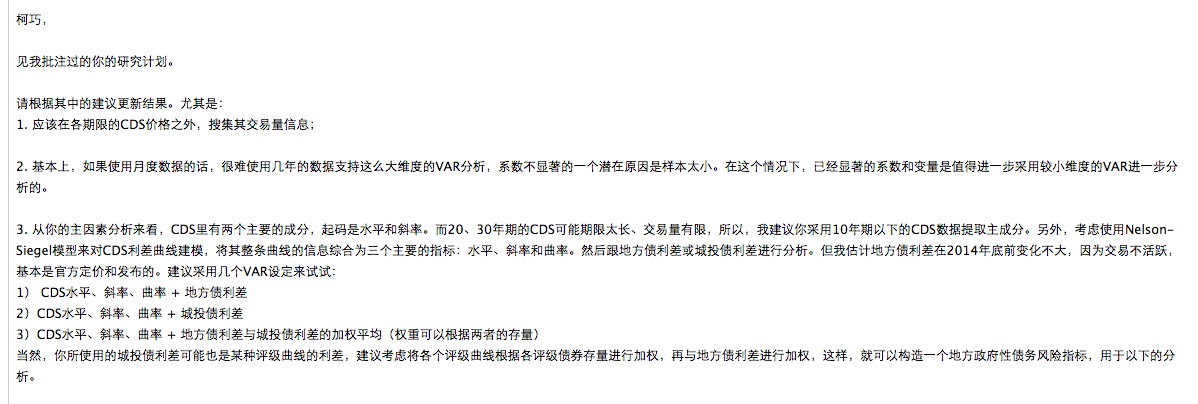 柯巧，
见我批注过的你的研究计划。
请根据其中的建议更新结果。尤其是：
1. 应该在各期限的CDS价格之外，搜集其交易量信息；
2. 基本上，如果使用月度数据的话，很难使用几年的数据支持这么大维度的VAR分析，系数不显著的一个潜在原因是样本太小。在这个情况下，已经显著的系数和变量是值得进一步采用较小维度的VAR进一步分
析的。
3. 从你的主因素分析来看，CDS里有两个主要的成分，起码是水平和斜率。而20、30年期的CDS可能期限太长、交易量有限，所以，我建议你采用10年期以下的CDS数据提取主成分。另外，考虑使用Nelson-
Siegel模型来对CDS利差曲线建模，将其整条曲线的信息综合为三个主要的指标：水平、斜率和曲率。然后跟地方债利差或城投债利差进行分析。但我估计地方债利差在2014年底前变化不大，因为交易不活跃，
基本是官方定价和发布的。建议采用几个VAR设定来试试：
1） CDS水平、斜率、曲率 + 地方债利差
2）CDS水平、斜率、曲率 + 城投债利差
3）CDS水平、斜率、曲率 + 地方债利差与城投债利差的加权平均（权重可以根据两者的存量）
当然，你所使用的城投债利差可能也是某种评级曲线的利差，建议考虑将各个评级曲线根据各评级债券存量进行加权，再与地方债利差进行加权，这样，就可以构造一个地方政府性债务风险指标，用于以下的分
析。